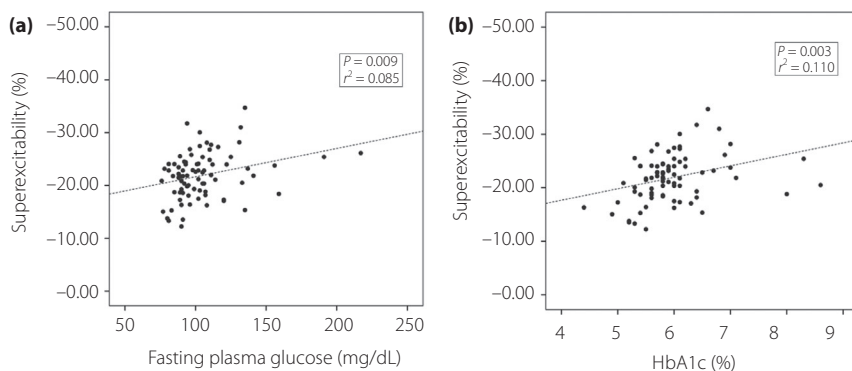 (a)
Superexcitability (%)
−50.00
−40.00
−30.00
−20.00
−10.00
−0.00
P = 0.009
r² = 0.085
50 100 150 200 250
Fasting plasma glucose (mg/dL)
(b)
Superexcitability (%)
−50.00
−40.00
−30.00
−20.00
−10.00
−0.00
P = 0.003
r² = 0.110
4 5 6 7 8 9
HbA1c (%)